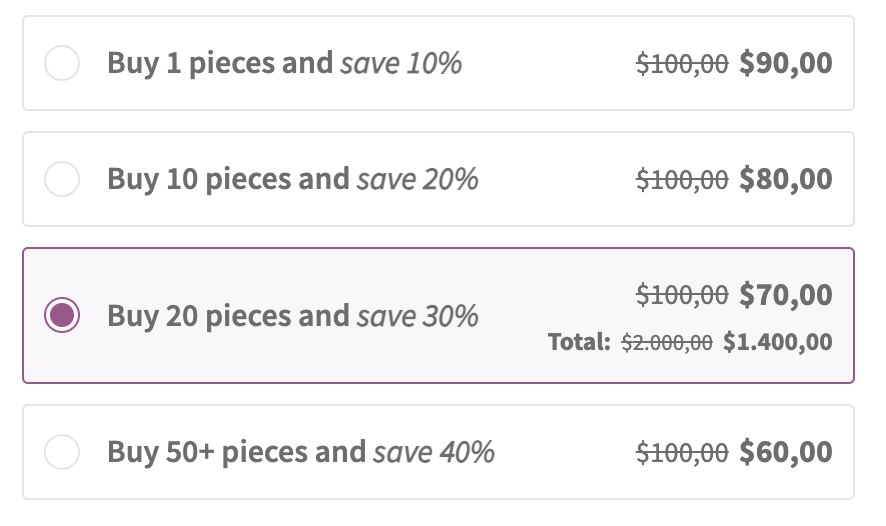 Buy 1 pieces and save 10% $100,00 $90,00
Buy 10 pieces and save 20% $100,00 $80,00
Buy 20 pieces and save 30% $100,00 $70,00
Total: $2.000,00 $1.400,00
Buy 50+ pieces and save 40% $100,00 $60,00